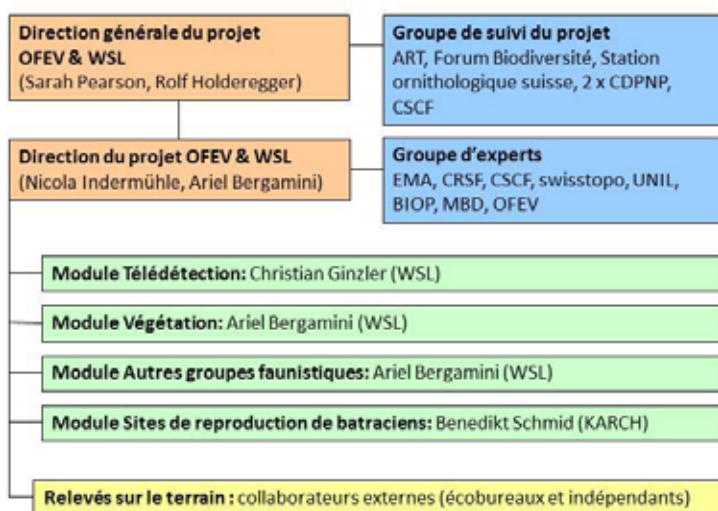 Direction générale du projet
OFEV & WSL
(Sarah Pearson, Rolf Holderegger)
Groupe de suivi du projet
ART, Forum Biodiversité, Station
ornithologique suisse, 2 x CDPNP,
CSCF
Direction du projet OFEV & WSL
(Nicola Indermühle, Ariel Bergamini)
Groupe d'experts
EMA, CRSF, CSCF, swisstopo, UNIL,
BIOP, MBD, OFEV
Module Télédétection: Christian Ginzler (WSL)
Module Végétation: Ariel Bergamini (WSL)
Module Autres groupes faunistiques: Ariel Bergamini (WSL)
Module Sites de reproduction de batraciens: Benedikt Schmid (KARCH)
Relevés sur le terrain : collaborateurs externes (écobureaux et indépendants)